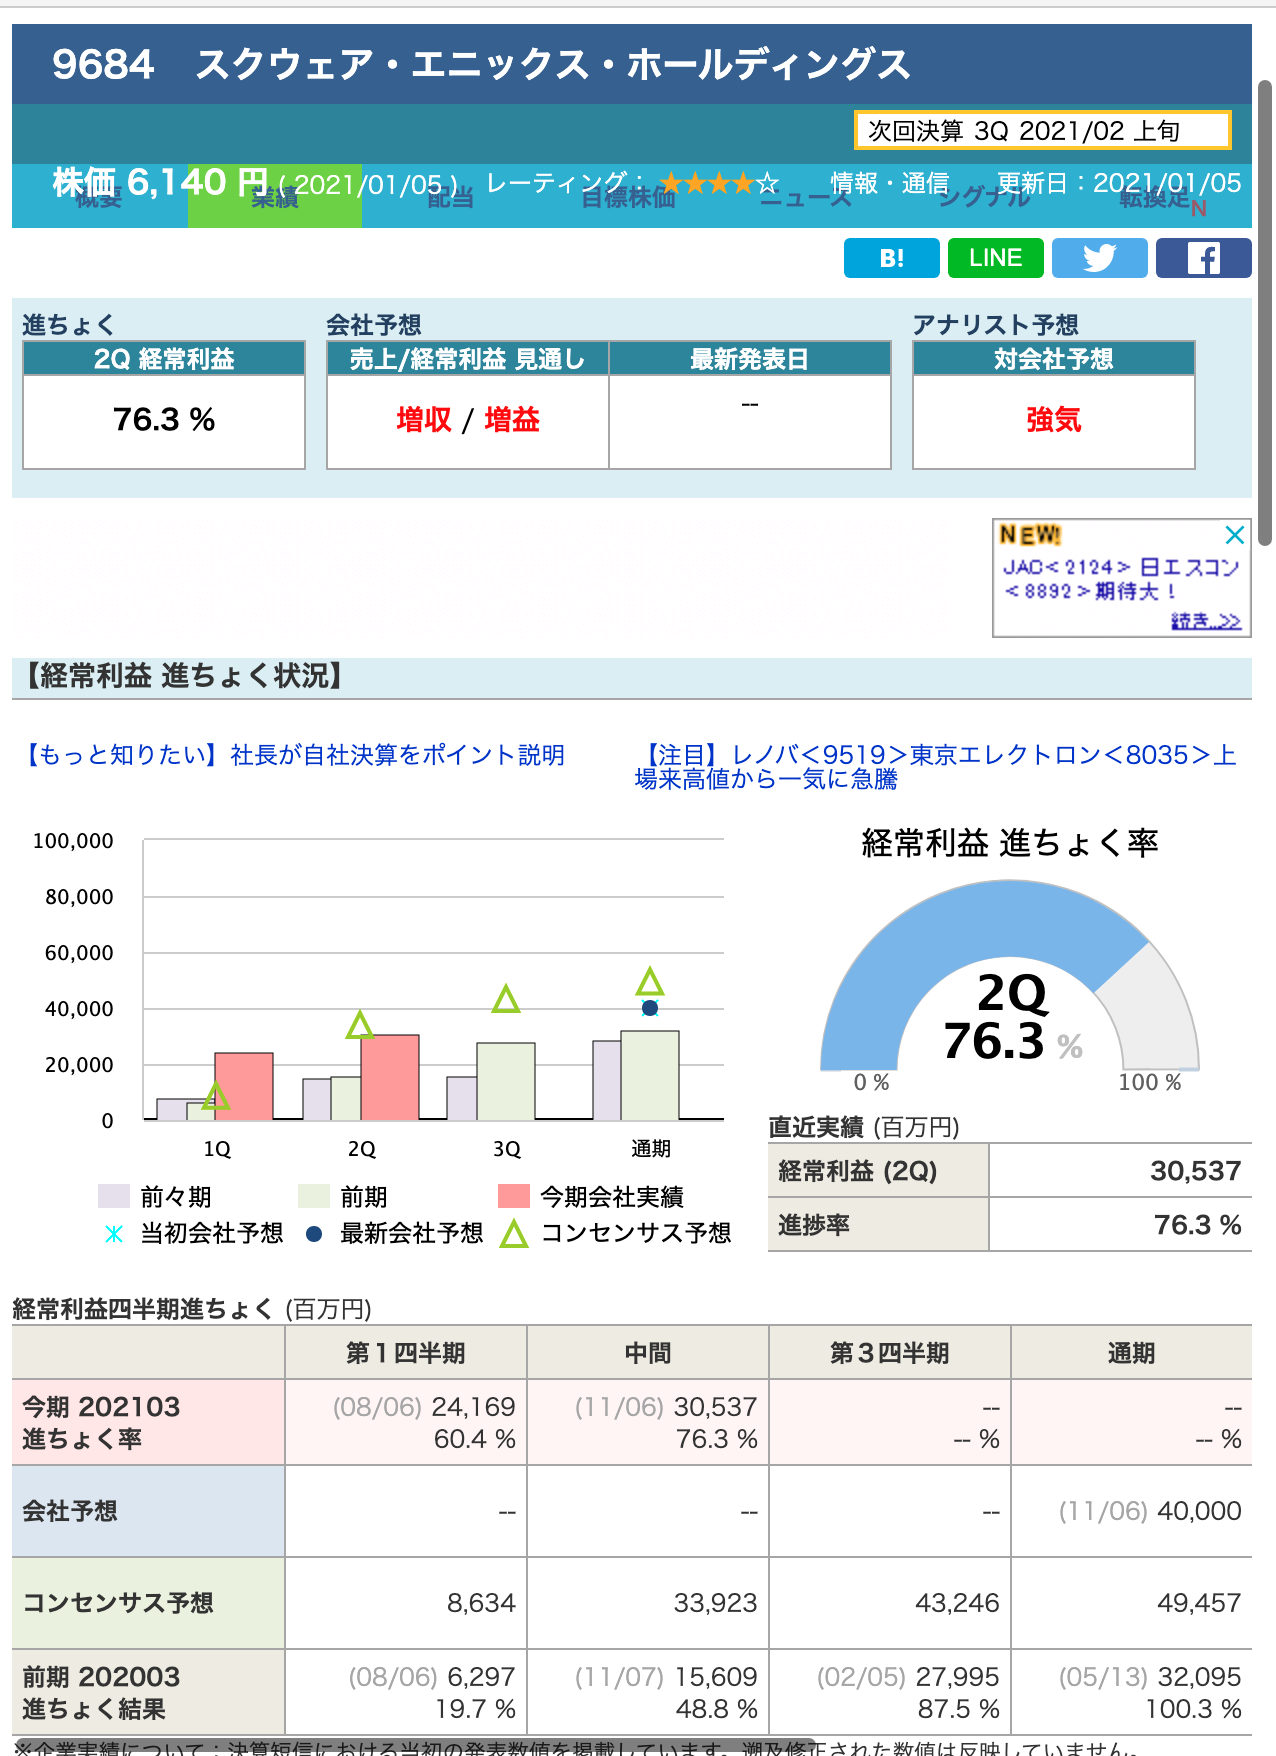 9684　スクウェア・エニックス・ホールディングス
次回決算 3Q 2021/02 上旬
株価 6,140 円 ( 2021/01/05 )　レーティング： ★★★★☆　情報・通信　更新日：2021/01/05
概要　業績　配当　目標株価　ニュース　シグナル　転換足N
B!　LINE
進ちょく　会社予想　アナリスト予想
2Q 経常利益　売上/経常利益 見通し　最新発表日　対会社予想
76.3 %　増収 / 増益　--　強気
NEW!
JAC<2124> 日エスコン
<8892>期待大！
続き..>>
【経常利益 進ちょく状況】
【もっと知りたい】社長が自社決算をポイント説明
【注目】レノバ<9519>東京エレクトロン<8035>上
場来高値から一気に急騰
100,000
80,000
60,000
40,000
20,000
0
1Q　2Q　3Q　通期
前々期　前期　今期会社実績
当初会社予想　最新会社予想　コンセンサス予想
経常利益 進ちょく率
2Q
76.3 %
0 %　100 %
直近実績 (百万円)
経常利益 (2Q)　30,537
進捗率　76.3 %
経常利益四半期進ちょく (百万円)
第１四半期　中間　第３四半期　通期
今期 202103　(08/06) 24,169　(11/06) 30,537　--　--
進ちょく率　60.4 %　76.3 %　-- %　-- %
会社予想　--　--　--　(11/06) 40,000
コンセンサス予想　8,634　33,923　43,246　49,457
前期 202003　(08/06) 6,297　(11/07) 15,609　(02/05) 27,995　(05/13) 32,095
進ちょく結果　19.7 %　48.8 %　87.5 %　100.3 %
※企業実績について：決算短信における当初の発表数値を掲載しています。遡及修正された数値は反映していません。